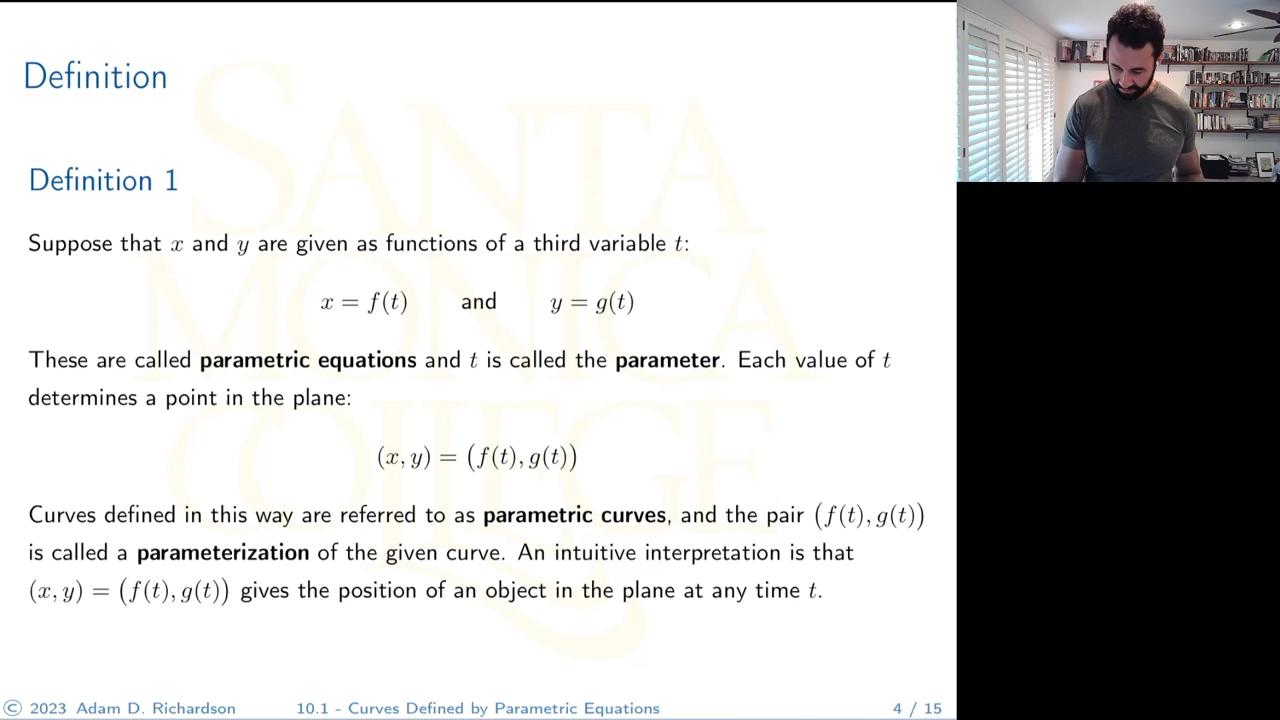 Definition
Definition 1
Suppose that x and y are given as functions of a third variable t:
x = f(t) and y = g(t)
These are called parametric equations and t is called the parameter. Each value of t
determines a point in the plane:
(x, y) = (f(t), g(t))
Curves defined in this way are referred to as parametric curves, and the pair (f(t), g(t))
is called a parameterization of the given curve. An intuitive interpretation is that
(x, y) = (f(t), g(t)) gives the position of an object in the plane at any time t.
© 2023 Adam D. Richardson 10.1 - Curves Defined by Parametric Equations 4 / 15
SANTA
MONICA
COLLEGE